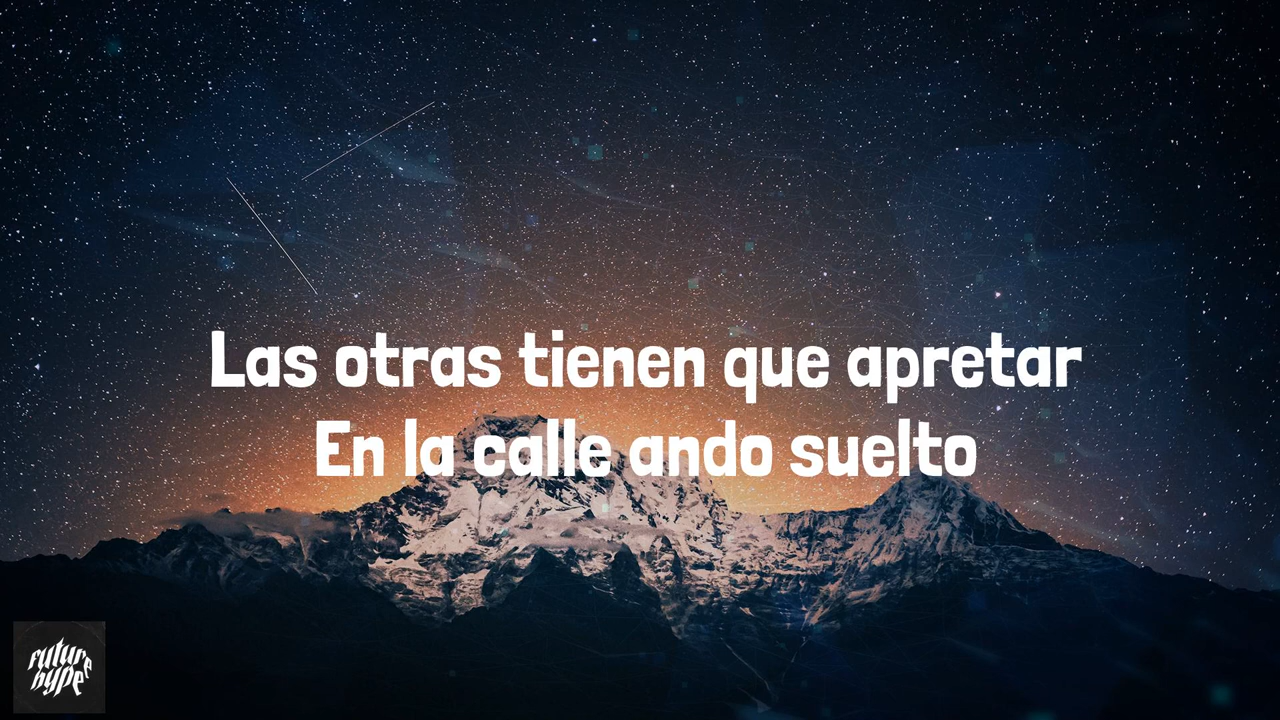 Las otras tienen que apretar
En la calle ando suelto
future
hype